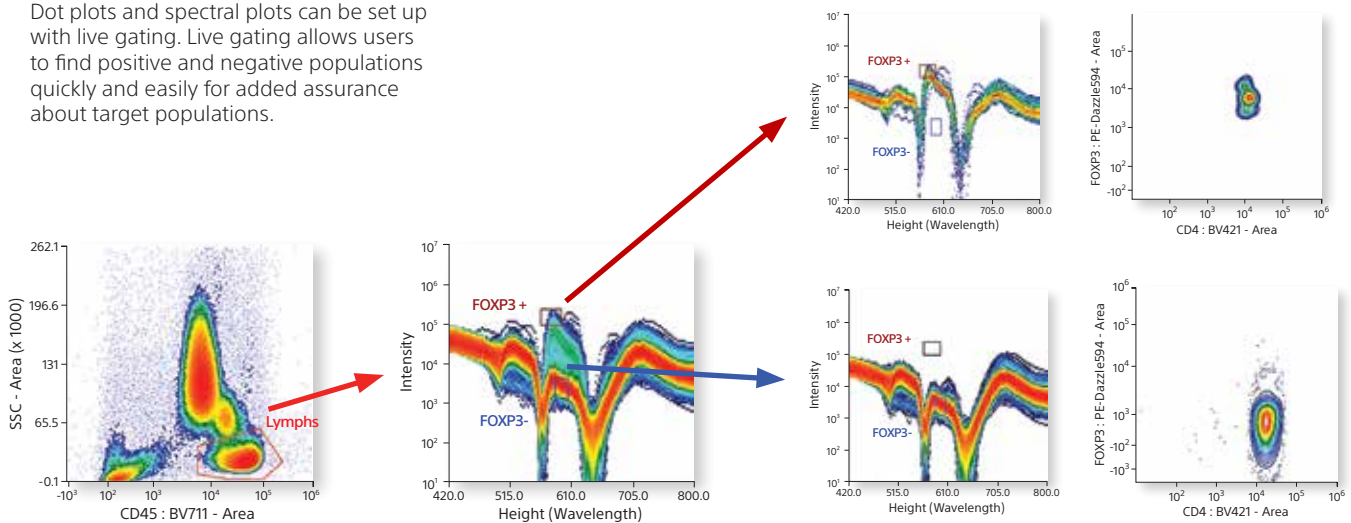 Dot plots and spectral plots can be set up
with live gating. Live gating allows users
to find positive and negative populations
quickly and easily for added assurance
about target populations.
262.1
196.6
131
65.5
-0.1
SSC - Area (x 1000)
Lymphs
-10³ 10² 10³ 10⁴ 10⁵ 10⁶
CD45 : BV711 - Area
10⁷
10⁶
10⁵
10⁴
10³
10²
10¹
Intensity
FOXP3 +
FOXP3-
420.0 515.0 610.0 705.0 800.0
Height (Wavelength)
10⁷
10⁶
10⁵
10⁴
10³
10²
10¹
Intensity
FOXP3 +
FOXP3-
420.0 515.0 610.0 705.0 800.0
Height (Wavelength)
10⁵
10⁴
10³
10²
-10²
FOXP3 : PE-Dazzle594 - Area
10² 10³ 10⁴ 10⁵ 10⁶
CD4 : BV421 - Area
10⁷
10⁶
10⁵
10⁴
10³
10²
10¹
Intensity
FOXP3 +
FOXP3-
420.0 515.0 610.0 705.0 800.0
Height (Wavelength)
10⁶
10⁵
10⁴
10³
-10²
-10³
FOXP3 : PE-Dazzle594 - Area
10² 10³ 10⁴ 10⁵ 10⁶
CD4 : BV421 - Area